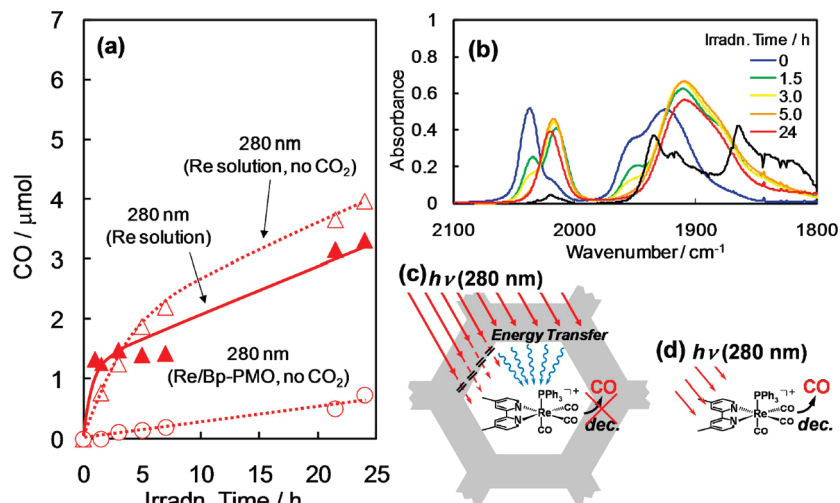 (a)
7
6
5
4
3
2
1
0
CO / μmol
280 nm
(Re solution, no CO₂)
280 nm
(Re solution)
280 nm
(Re/Bp-PMO, no CO₂)
0 5 10 15 20 25
Irradn. Time / h
(b)
Irradn. Time / h
0
1.5
3.0
5.0
24
1
0.8
0.6
0.4
0.2
0
Absorbance
2100 2000 1900 1800
Wavenumber / cm⁻¹
(c)
hν (280 nm)
Energy Transfer
PPh₃ ⁺
N
N
Re
CO
CO
CO
CO
dec.
(d)
hν (280 nm)
PPh₃ ⁺
N
N
Re
CO
CO
CO
CO
dec.